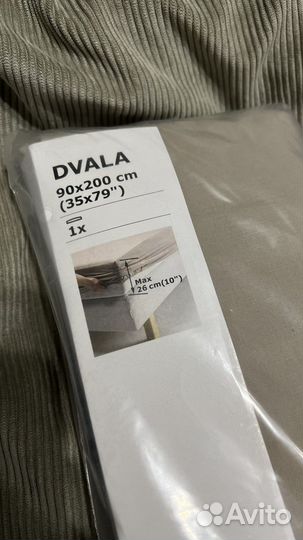 DVALA
90x200 cm
(35x79")
1x
Max
26 cm(10")
Avito